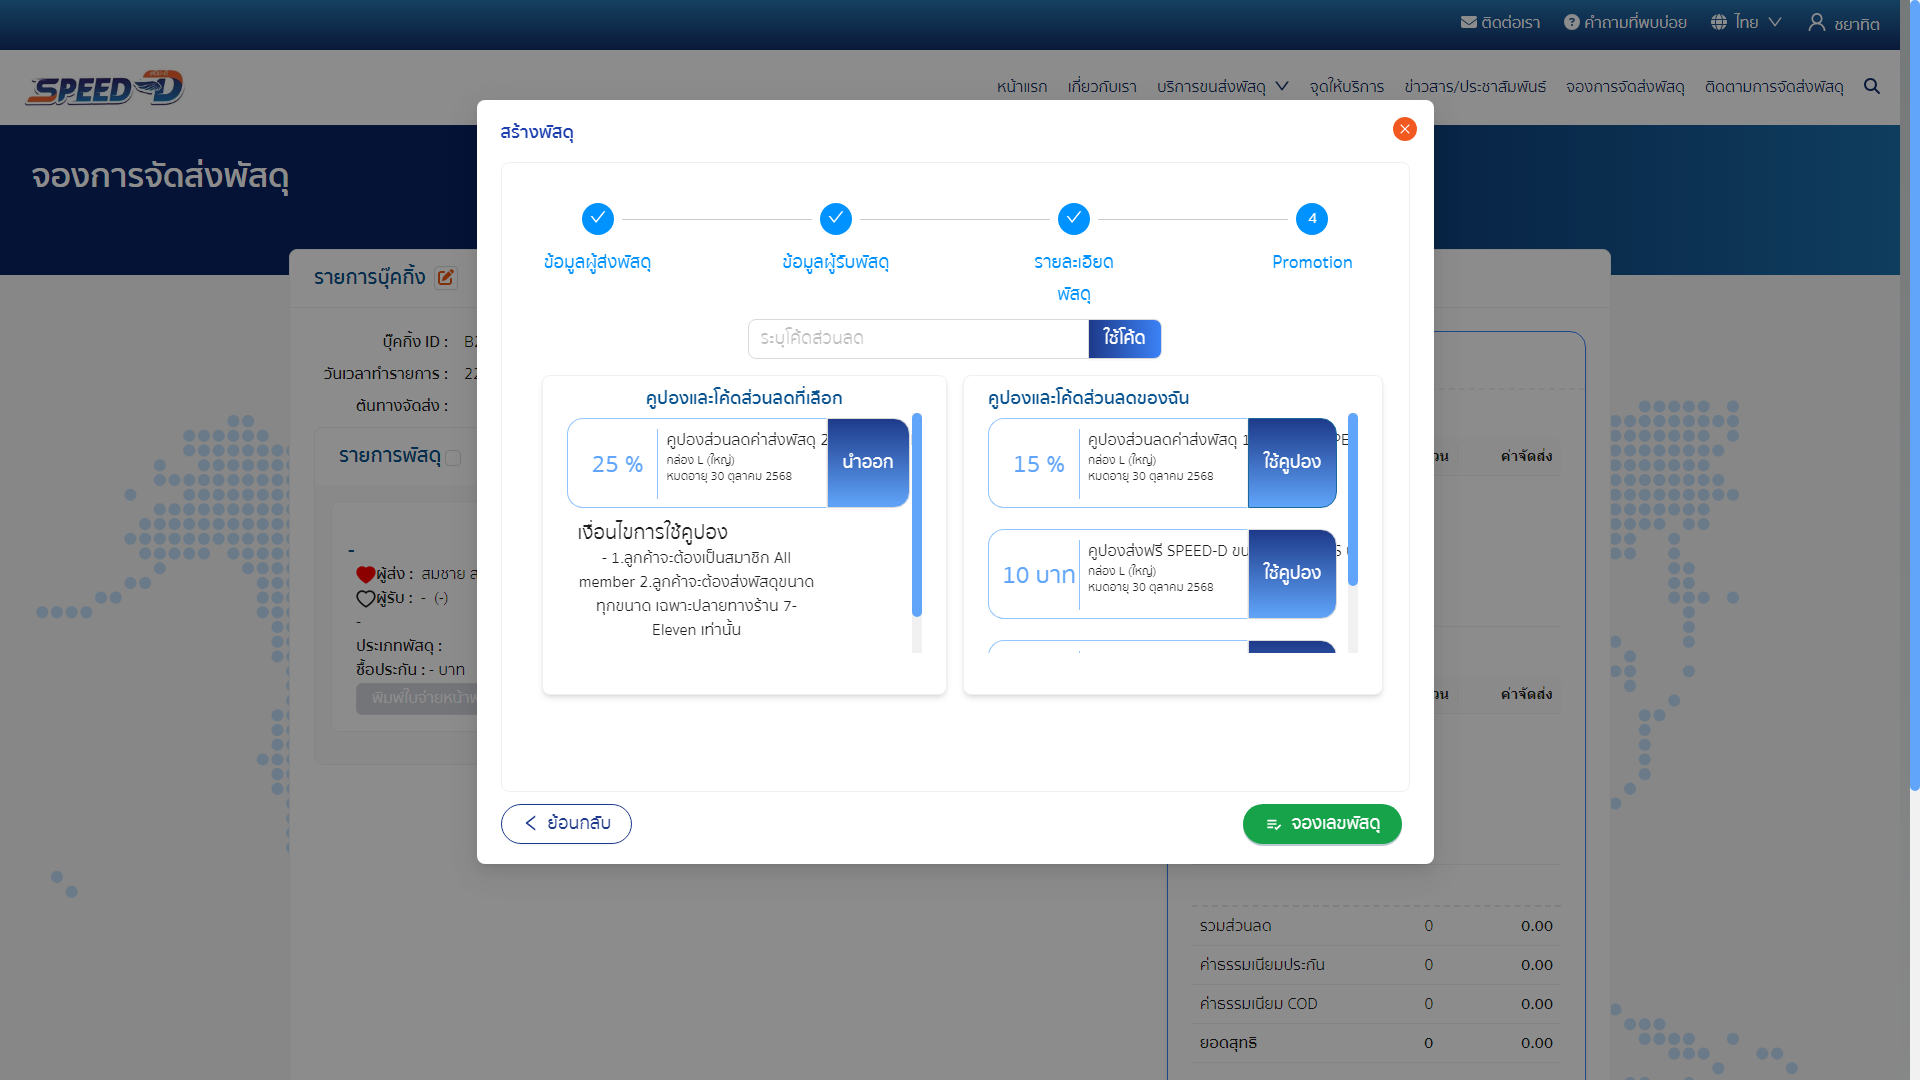 ติดต่อเรา
คำถามที่พบบ่อย
ไทย
ชยาทิต
SPEED-D
หน้าแรก
เกี่ยวกับเรา
บริการขนส่งพัสดุ
จุดให้บริการ
ข่าวสาร/ประชาสัมพันธ์
จองการจัดส่งพัสดุ
ติดตามการจัดส่งพัสดุ
จองการจัดส่งพัสดุ
รายการบุ๊คกิ้ง
บุ๊คกิ้ง ID :
วันเวลาทำรายการ : 22
ต้นทางจัดส่ง :
รายการพัสดุ
-
ผู้ส่ง : สมชาย
ผู้รับ : - (-)
-
ประเภทพัสดุ :
ซื้อประกัน : - บาท
พิมพ์ใบจ่ายหน้า
สร้างพัสดุ
ข้อมูลผู้ส่งพัสดุ
ข้อมูลผู้รับพัสดุ
รายละเอียด
พัสดุ
4
Promotion
ระบุโค้ดส่วนลด
ใช้โค้ด
คูปองและโค้ดส่วนลดที่เลือก
25 %
คูปองส่วนลดค่าส่งพัสดุ 2
กล่อง L (ใหญ่)
หมดอายุ 30 ตุลาคม 2568
นำออก
เงื่อนไขการใช้คูปอง
- 1.ลูกค้าจะต้องเป็นสมาชิก All
member 2.ลูกค้าจะต้องส่งพัสดุขนาด
ทุกขนาด เฉพาะปลายทางร้าน 7-
Eleven เท่านั้น
คูปองและโค้ดส่วนลดของฉัน
15 %
คูปองส่วนลดค่าส่งพัสดุ 1
กล่อง L (ใหญ่)
หมดอายุ 30 ตุลาคม 2568
ใช้คูปอง
10 บาท
คูปองส่งฟรี SPEED-D
กล่อง L (ใหญ่)
หมดอายุ 30 ตุลาคม 2568
ใช้คูปอง
ย้อนกลับ
จองเลขพัสดุ
ค่าจัดส่ง
ค่าจัดส่ง
รวมส่วนลด 0 0.00
ค่าธรรมเนียมประกัน 0 0.00
ค่าธรรมเนียม COD 0 0.00
ยอดสุทธิ 0 0.00